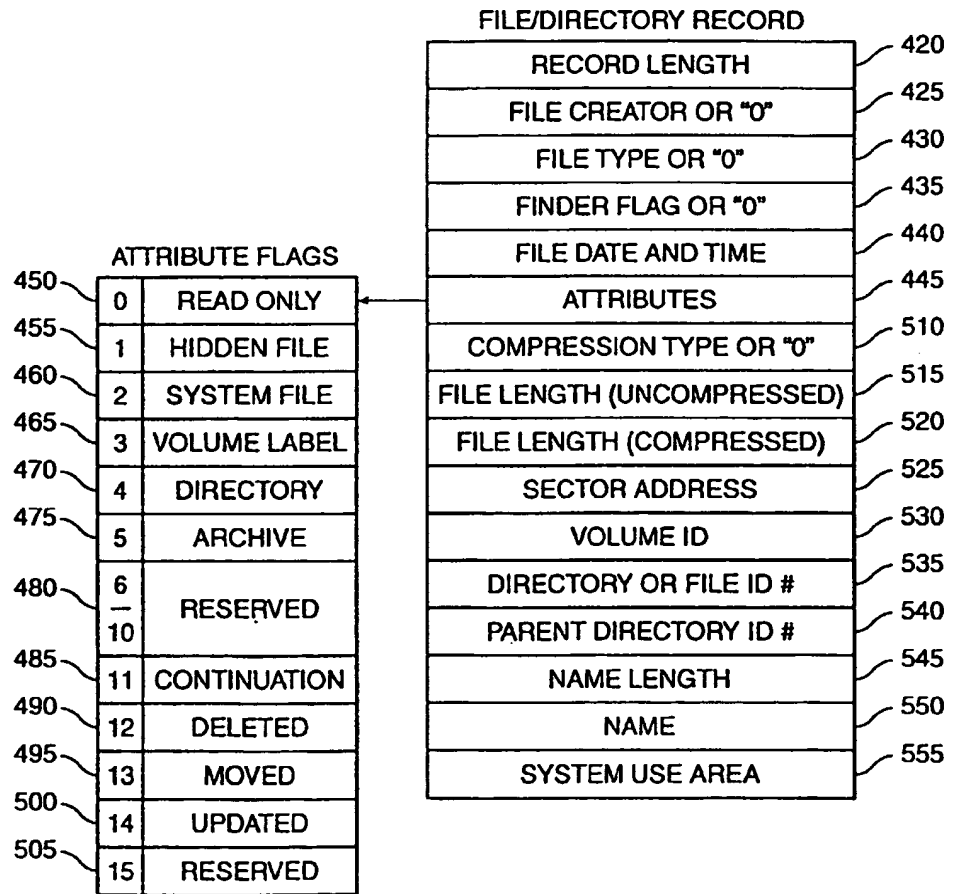 FILE/DIRECTORY RECORD
RECORD LENGTH 420
FILE CREATOR OR "0" 425
FILE TYPE OR "0" 430
FINDER FLAG OR "0" 435
FILE DATE AND TIME 440
ATTRIBUTES 445
COMPRESSION TYPE OR "0" 510
FILE LENGTH (UNCOMPRESSED) 515
FILE LENGTH (COMPRESSED) 520
SECTOR ADDRESS 525
VOLUME ID 530
DIRECTORY OR FILE ID # 535
PARENT DIRECTORY ID # 540
NAME LENGTH 545
NAME 550
SYSTEM USE AREA 555
ATTRIBUTE FLAGS
450 0 READ ONLY
455 1 HIDDEN FILE
460 2 SYSTEM FILE
465 3 VOLUME LABEL
470 4 DIRECTORY
475 5 ARCHIVE
480 6 – 10 RESERVED
485 11 CONTINUATION
490 12 DELETED
495 13 MOVED
500 14 UPDATED
505 15 RESERVED